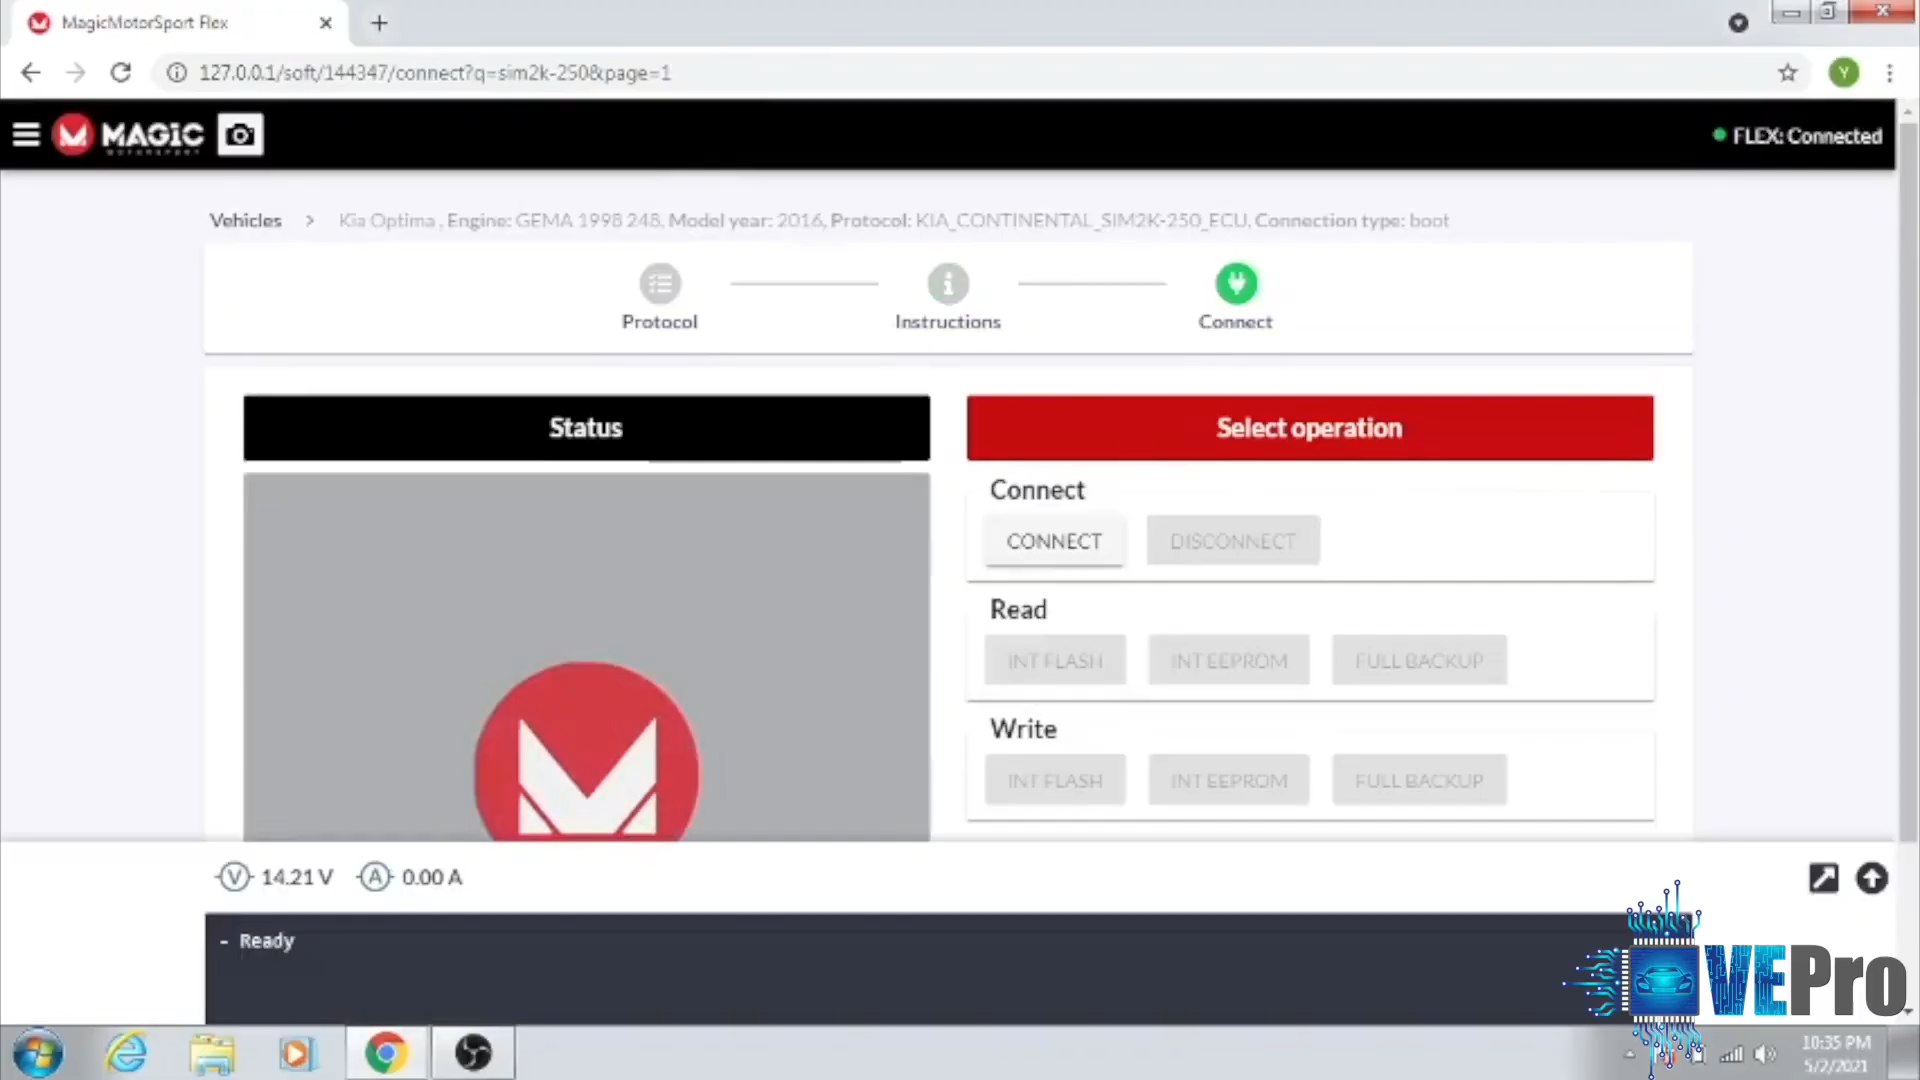 MagicMotorSport Flex
127.0.0.1/soft/144347/connect?q=sim2k-250&page=1
Y
MAGIC
MOTORSPORT
FLEX: Connected
Vehicles > Kia Optima , Engine: GEMA 1998 248, Model year: 2016, Protocol: KIA_CONTINENTAL_SIM2K-250_ECU, Connection type: boot
Protocol
Instructions
Connect
Status
Select operation
Connect
CONNECT DISCONNECT
Read
INT FLASH INT EEPROM FULL BACKUP
Write
INT FLASH INT EEPROM FULL BACKUP
V 14.21 V A 0.00 A
- Ready
VEPro
10:35 PM
5/2/2021